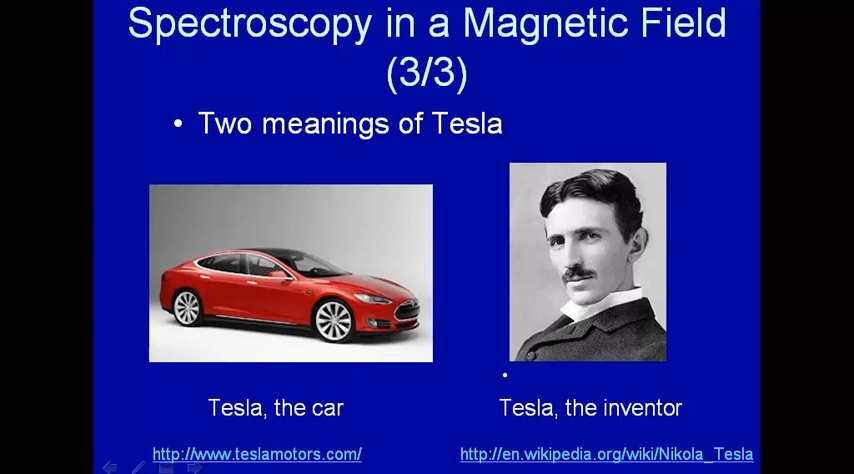 Spectroscopy in a Magnetic Field
(3/3)
• Two meanings of Tesla
Tesla, the car
Tesla, the inventor
http://www.teslamotors.com/
http://en.wikipedia.org/wiki/Nikola_Tesla